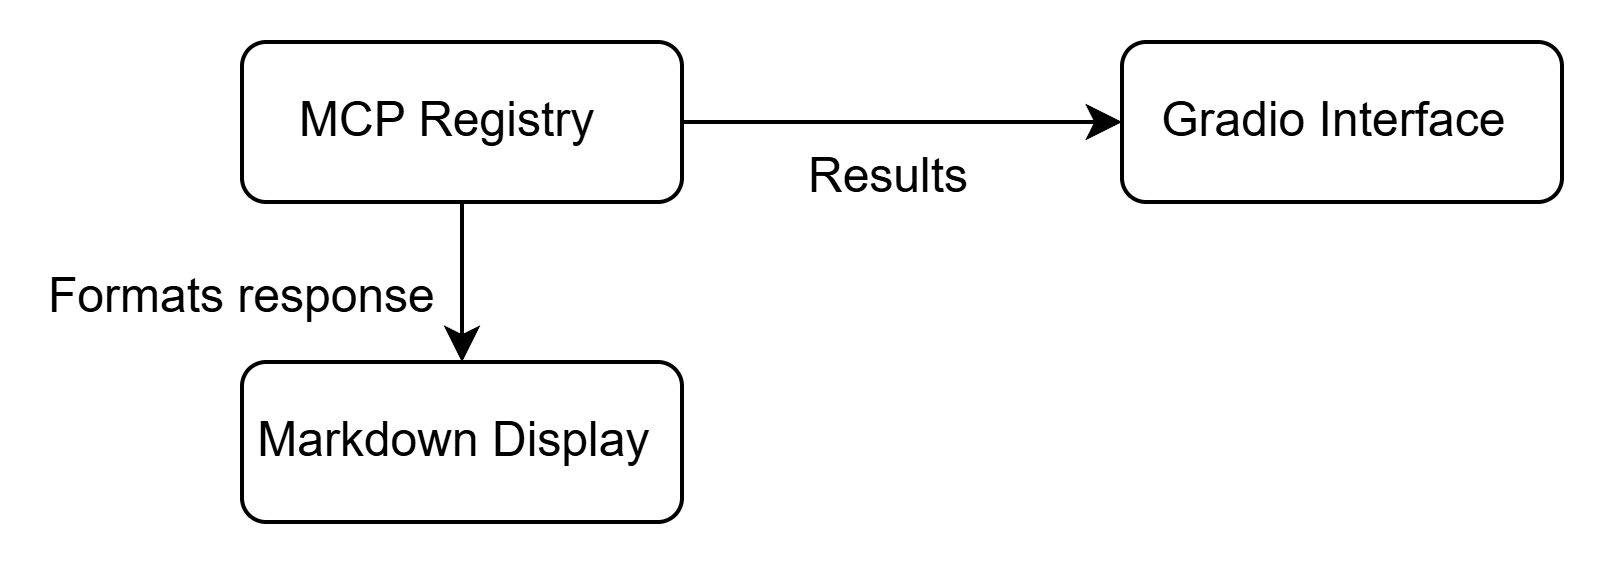 MCP Registry
Results
Gradio Interface
Formats response
Markdown Display